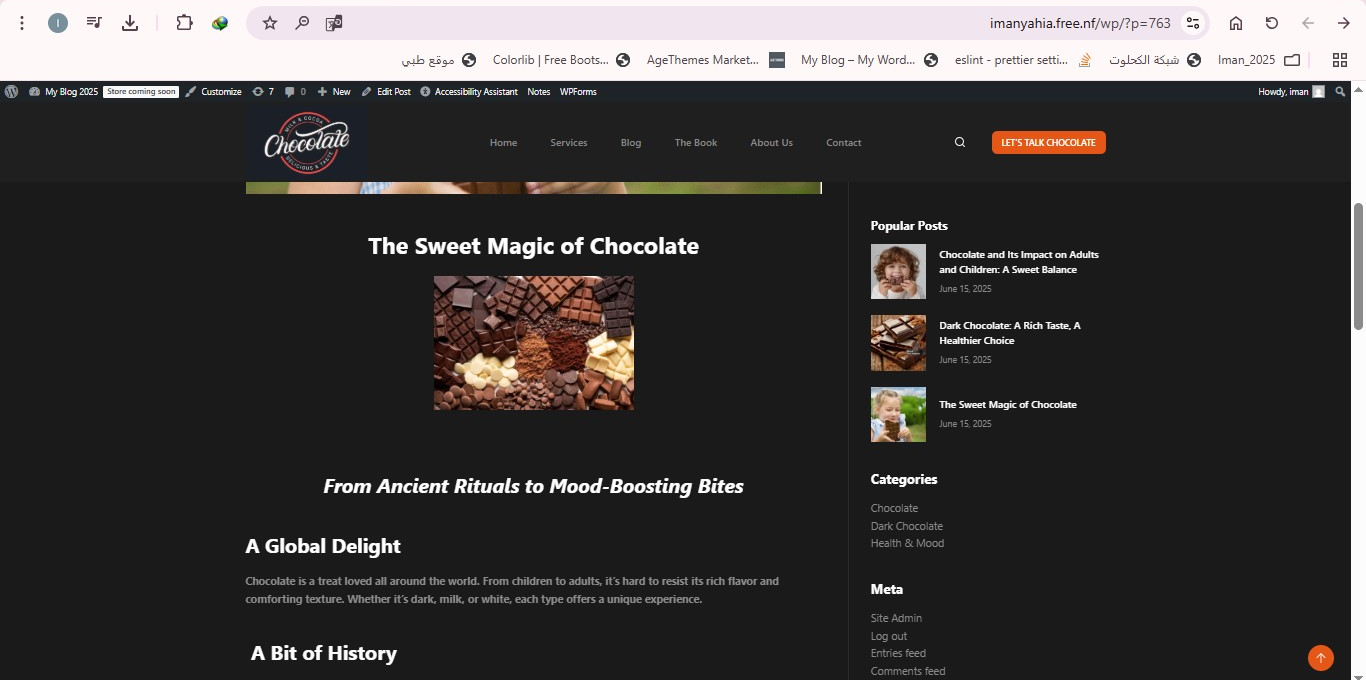 I
imanyahia.free.nf/wp/?p=763
موقع طبي
Colorlib | Free Boots...
AgeThemes Market...
My Blog – My Wor...
eslint - prettier setti...
شبكة الكحلوت
Iman_2025
My Blog 2025 Store coming soon Customize 7 0 New Edit Post Accessibility Assistant Notes WPForms Howdy, iman
MILK & COCOA
Chocolate
DELICIOUS & TASTE
Home Services Blog The Book About Us Contact
LET'S TALK CHOCOLATE
The Sweet Magic of Chocolate
From Ancient Rituals to Mood-Boosting Bites
A Global Delight
Chocolate is a treat loved all around the world. From children to adults, it's hard to resist its rich flavor and
comforting texture. Whether it's dark, milk, or white, each type offers a unique experience.
A Bit of History
Popular Posts
Chocolate and Its Impact on Adults
and Children: A Sweet Balance
June 15, 2025
Dark Chocolate: A Rich Taste, A
Healthier Choice
June 15, 2025
The Sweet Magic of Chocolate
June 15, 2025
Categories
Chocolate
Dark Chocolate
Health & Mood
Meta
Site Admin
Log out
Entries feed
Comments feed